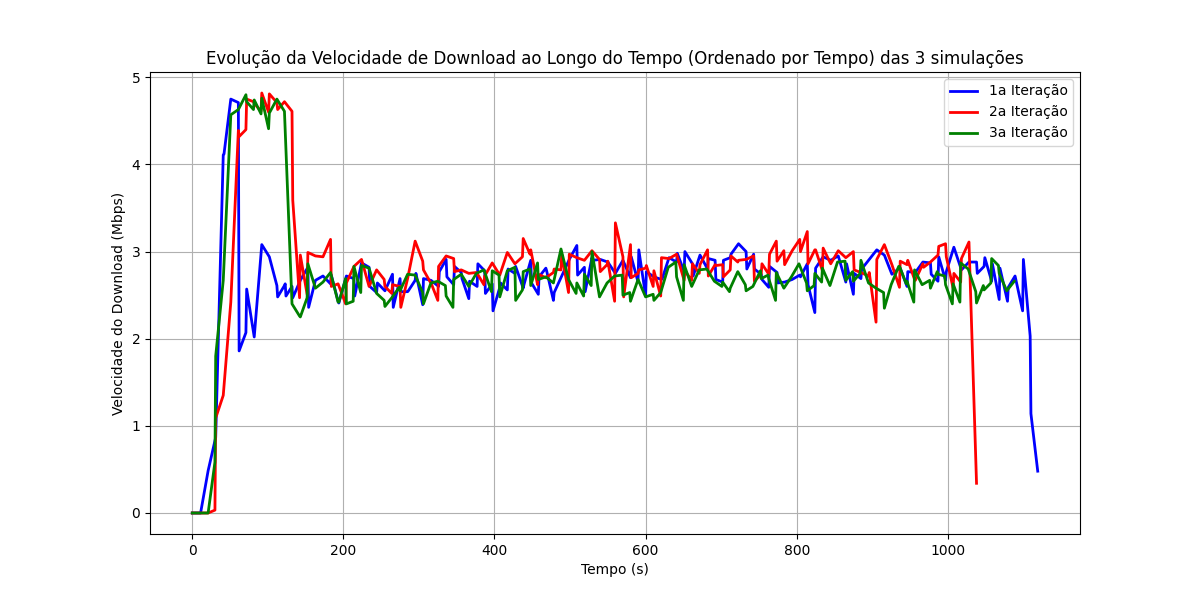 Evolução da Velocidade de Download ao Longo do Tempo (Ordenado por Tempo) das 3 simulações
1a Iteração
2a Iteração
3a Iteração
Velocidade do Download (Mbps)
5
4
3
2
1
0
0 200 400 600 800 1000
Tempo (s)